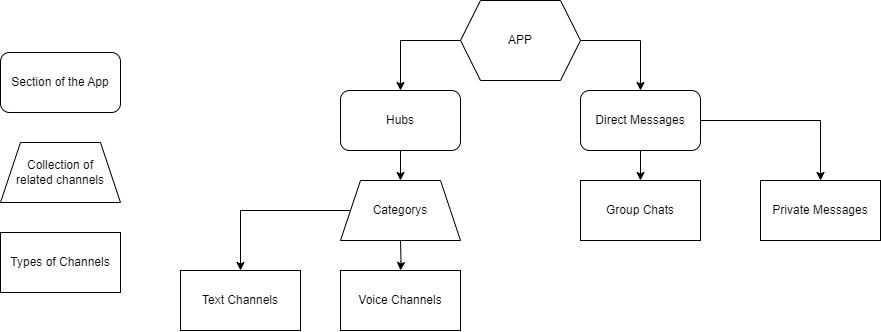 APP
Section of the App
Hubs
Direct Messages
Collection of
related channels
Categorys
Group Chats
Private Messages
Types of Channels
Text Channels
Voice Channels